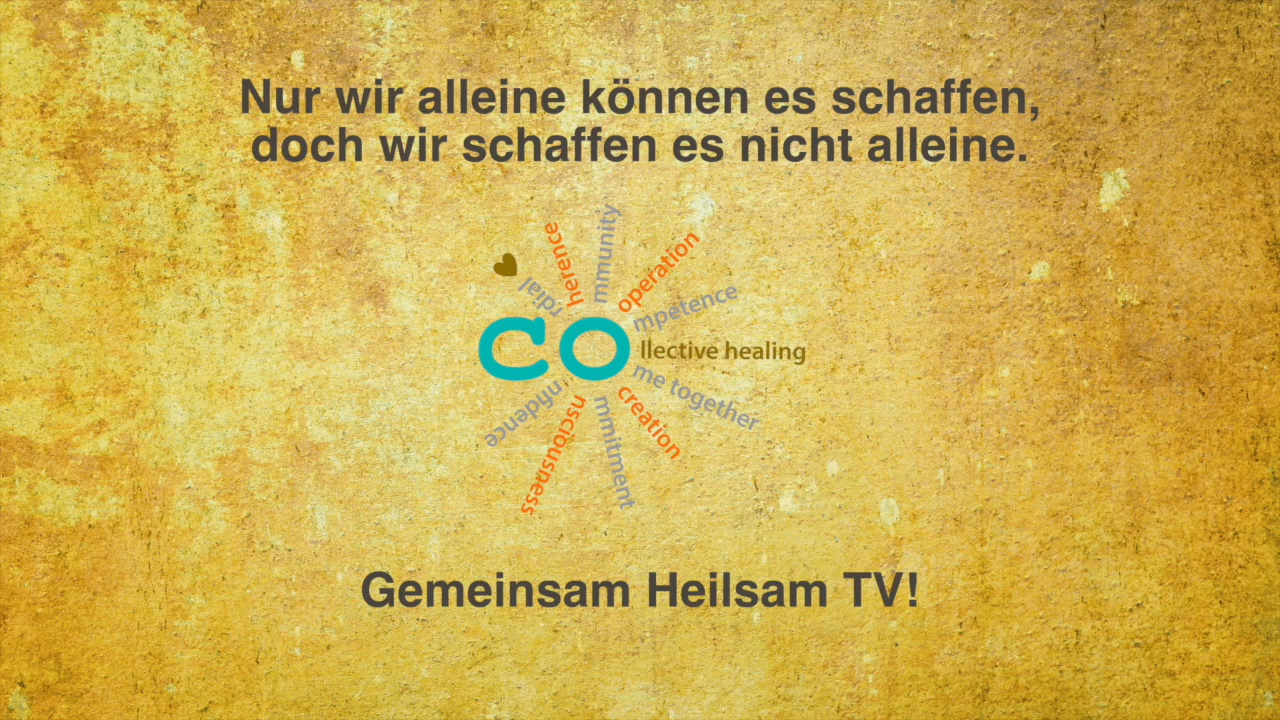 Nur wir alleine können es schaffen,
doch wir schaffen es nicht alleine.
co
rdial
herence
mmunity
operation
mpetence
llective healing
me together
creation
mmitment
nsciousness
nfidence
Gemeinsam Heilsam TV!